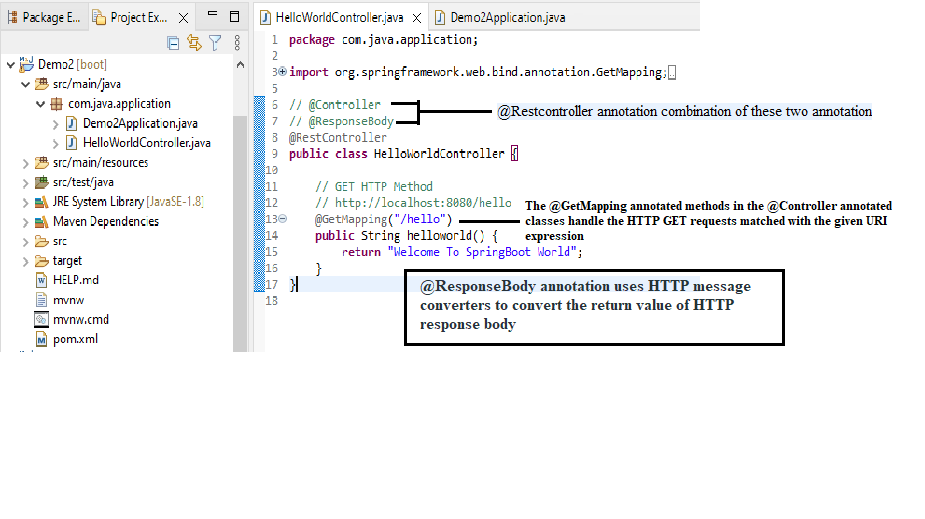 Package E... Project Ex...
Demo2 [boot]
src/main/java
com.java.application
Demo2Application.java
HelloWorldController.java
src/main/resources
src/test/java
JRE System Library [JavaSE-1.8]
Maven Dependencies
src
target
HELP.md
mvnw
mvnw.cmd
pom.xml
HelloWorldController.java Demo2Application.java
1 package com.java.application;
2
3 import org.springframework.web.bind.annotation.GetMapping;
5
6 // @Controller
7 // @ResponseBody
8 @RestController
9 public class HelloWorldController {
10
11 // GET HTTP Method
12 // http://localhost:8080/hello
13 @GetMapping("/hello")
14 public String helloworld() {
15 return "Welcome To SpringBoot World";
16 }
17 }
18
@Restcontroller annotation combination of these two annotation
The @GetMapping annotated methods in the @Controller annotated
classes handle the HTTP GET requests matched with the given URI
expression
@ResponseBody annotation uses HTTP message
converters to convert the return value of HTTP
response body